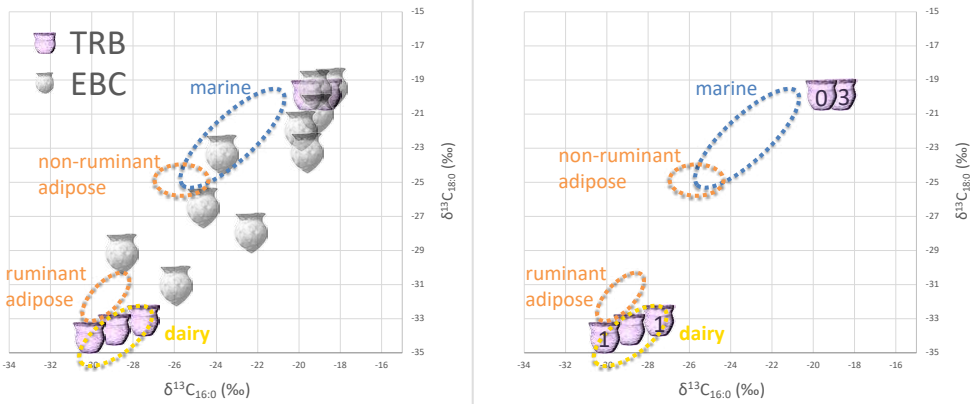 TRB
EBC
marine
non-ruminant
adipose
ruminant
adipose
dairy
-15
-17
-19
-21
-23
-25
-27
-29
-31
-33
-35
δ¹³C₁₈:₀ (‰)
-34 -32 -30 -28 -26 -24 -22 -20 -18 -16
δ¹³C₁₆:₀ (‰)
marine
0 3
non-ruminant
adipose
ruminant
adipose
1 1
dairy
-15
-17
-19
-21
-23
-25
-27
-29
-31
-33
-35
δ¹³C₁₈:₀ (‰)
-34 -32 -30 -28 -26 -24 -22 -20 -18 -16
δ¹³C₁₆:₀ (‰)